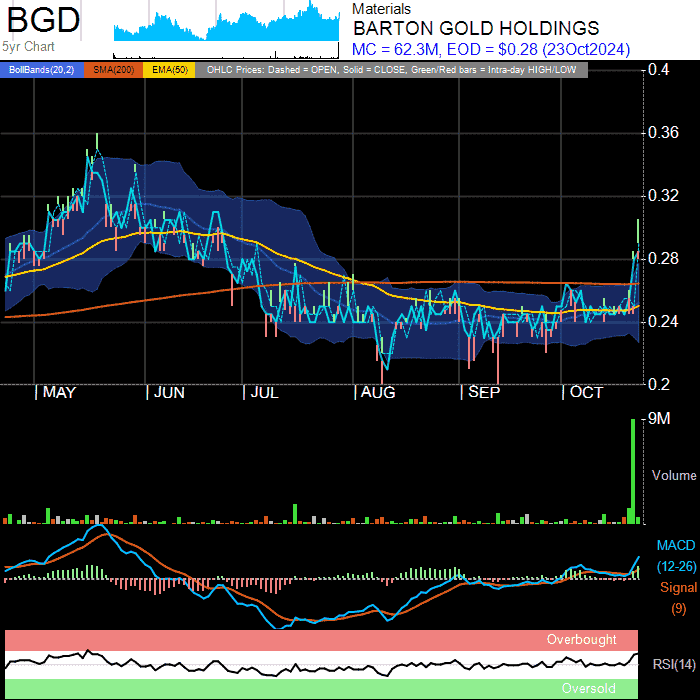 BGD
5yr Chart
Materials
BARTON GOLD HOLDINGS
MC = 62.3M, EOD = $0.28 (23Oct2024)
BollBands(20,2) SMA(200) EMA(50) OHLC Prices: Dashed = OPEN, Solid = CLOSE, Green/Red bars = Intra-day HIGH/LOW
0.4
0.36
0.32
0.28
0.24
0.2
| MAY | JUN | JUL | AUG | SEP | OCT
9M
Volume
MACD
(12-26)
Signal
(9)
Overbought
RSI(14)
Oversold